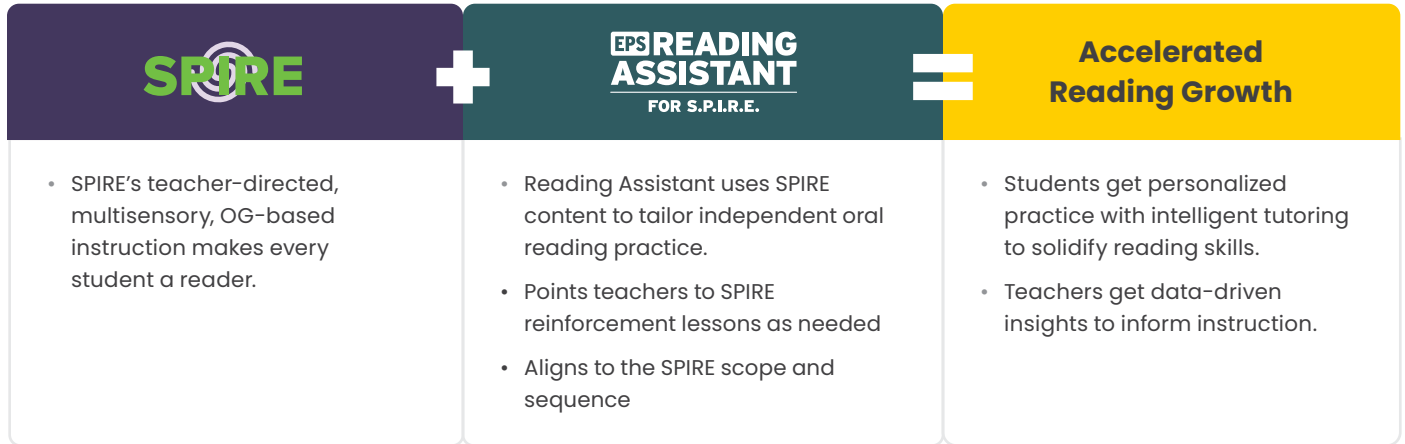 SPIRE
EPS READING
ASSISTANT
FOR S.P.I.R.E.
Accelerated
Reading Growth
• SPIRE’s teacher-directed,
multisensory, OG-based
instruction makes every
student a reader.
• Reading Assistant uses SPIRE
content to tailor independent oral
reading practice.
• Points teachers to SPIRE
reinforcement lessons as needed
• Aligns to the SPIRE scope and
sequence
• Students get personalized
practice with intelligent tutoring
to solidify reading skills.
• Teachers get data-driven
insights to inform instruction.